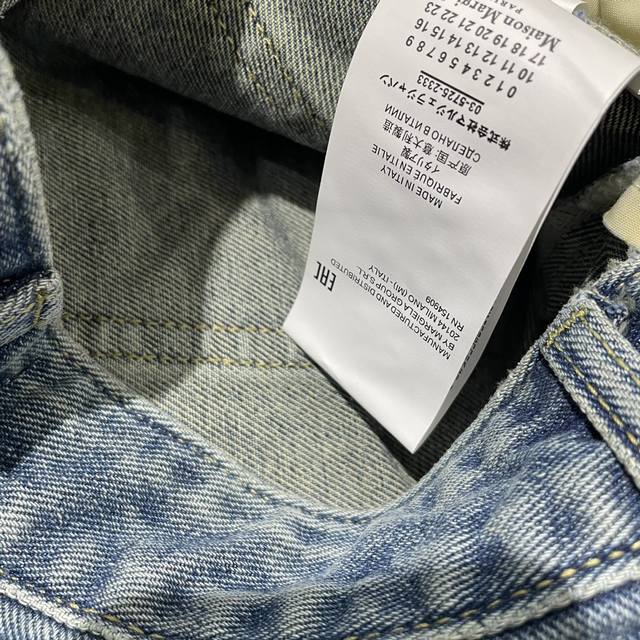 Maison Margi
PARI
0 1 2 3 4 5 6 7 8 9
10 11 12 13 14 15 16
17 18 19 20 21 22 23
株式会社マルジェラジャパン
03-5725-2333
MADE IN ITALY
FABRIQUE EN ITALIE
イタリア製
原产国: 意大利制造
СДЕЛАНО В ИТАЛИИ
EAC
MANUFACTURED AND DISTRIBUTED
BY MARGIELA GROUP S.R.L.
20144 MILANO (MI) - ITALY
RN 154909